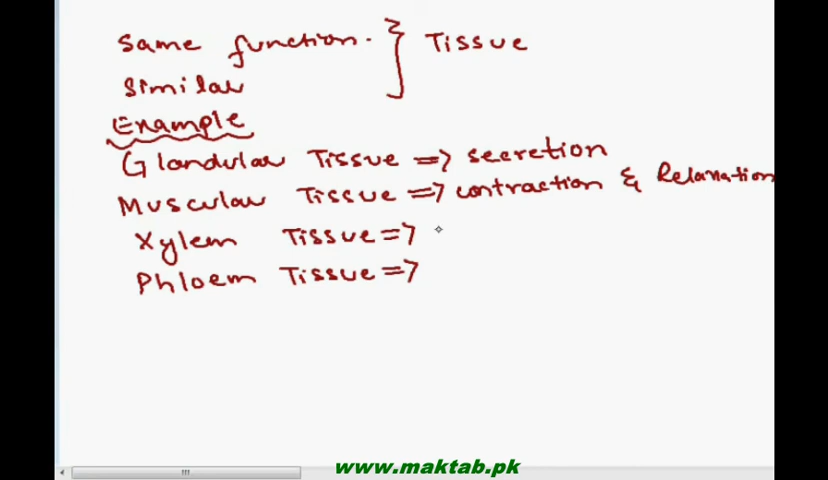 same function. } Tissue
similar
Example
Glandular Tissue => secretion
Muscular Tissue => contraction & Relaxation
Xylem Tissue =>
Phloem Tissue =>
www.maktab.pk